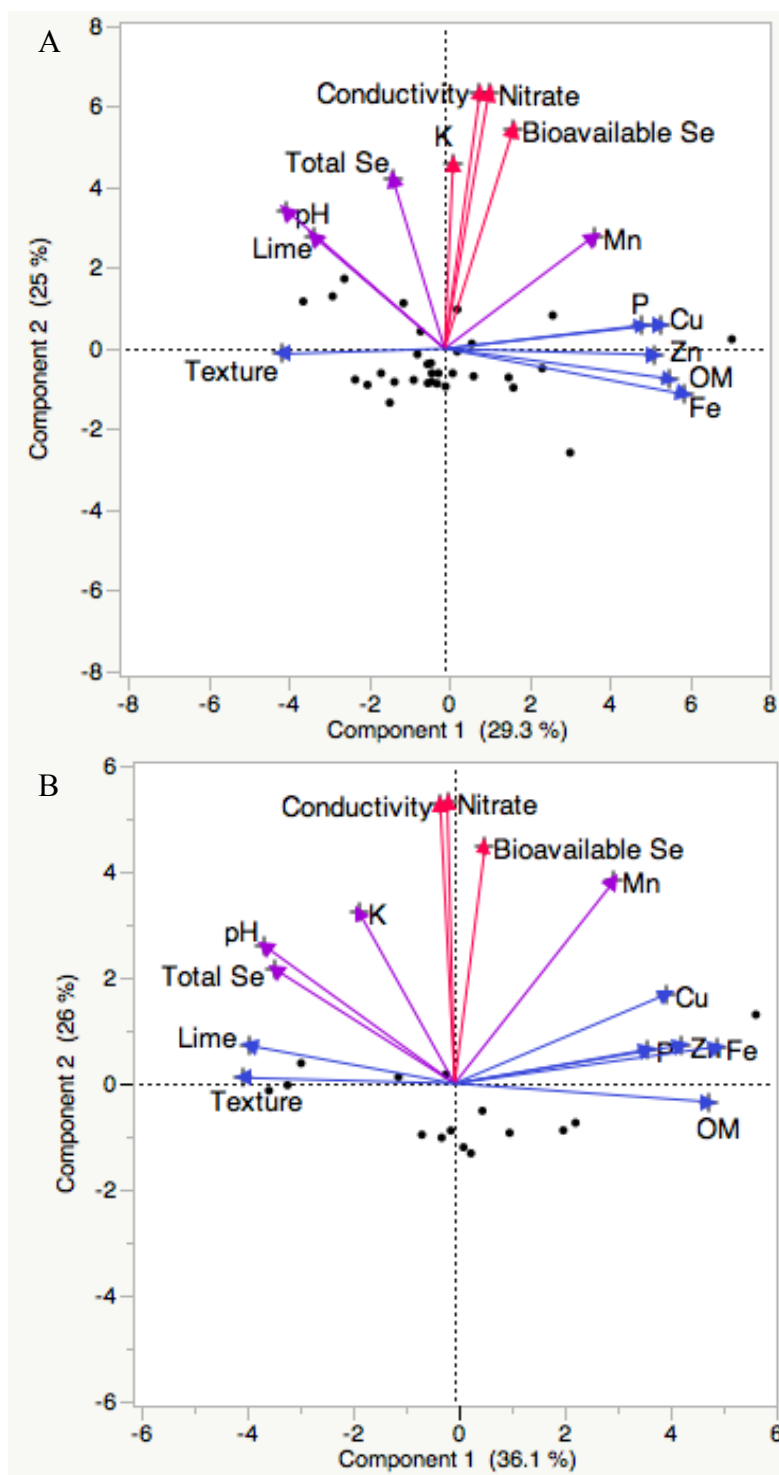 A
8
6
4
2
0
-2
-4
-6
-8
Component 2 (25 %)
Conductivity Nitrate
K Bioavailable Se
Total Se
pH
Lime
Mn
P Cu
Texture
Zn
OM
Fe
-8 -6 -4 -2 0 2 4 6 8
Component 1 (29.3 %)
B
6
4
2
0
-2
-4
-6
Component 2 (26 %)
Conductivity Nitrate
Bioavailable Se
Mn
K
pH
Total Se
Cu
Lime
P Zn Fe
Texture
OM
-6 -4 -2 0 2 4 6
Component 1 (36.1 %)